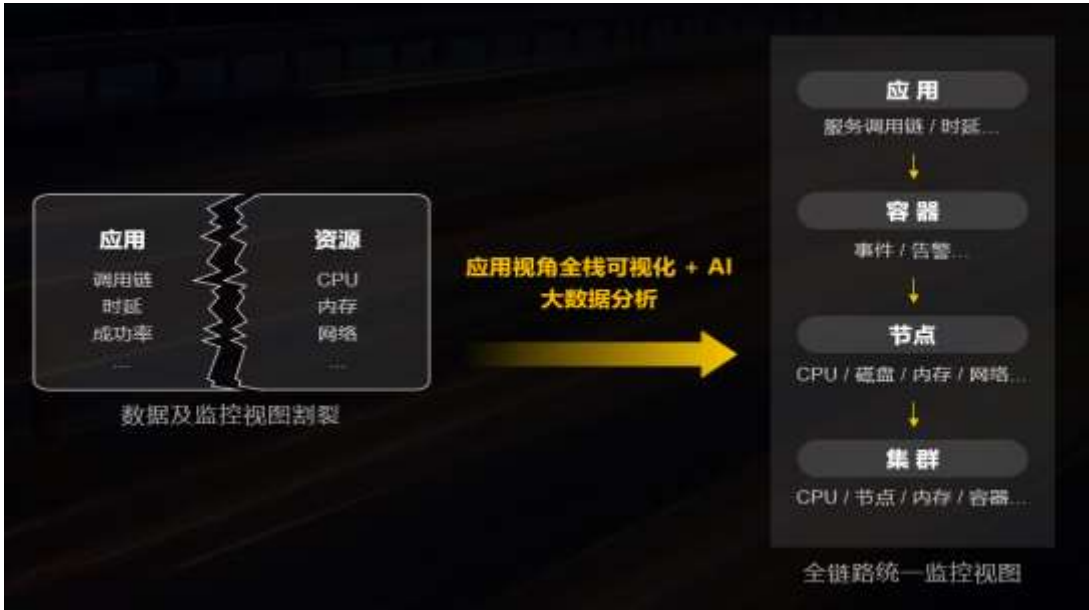 应用
调用链
时延
成功率
...
资源
CPU
内存
网络
...
数据及监控视图割裂
应用视角全栈可视化 + AI
大数据分析
应用
服务调用链 / 时延...
容器
事件 / 告警...
节点
CPU / 磁盘 / 内存 / 网络...
集群
CPU / 节点 / 内存 / 容器...
全链路统一监控视图